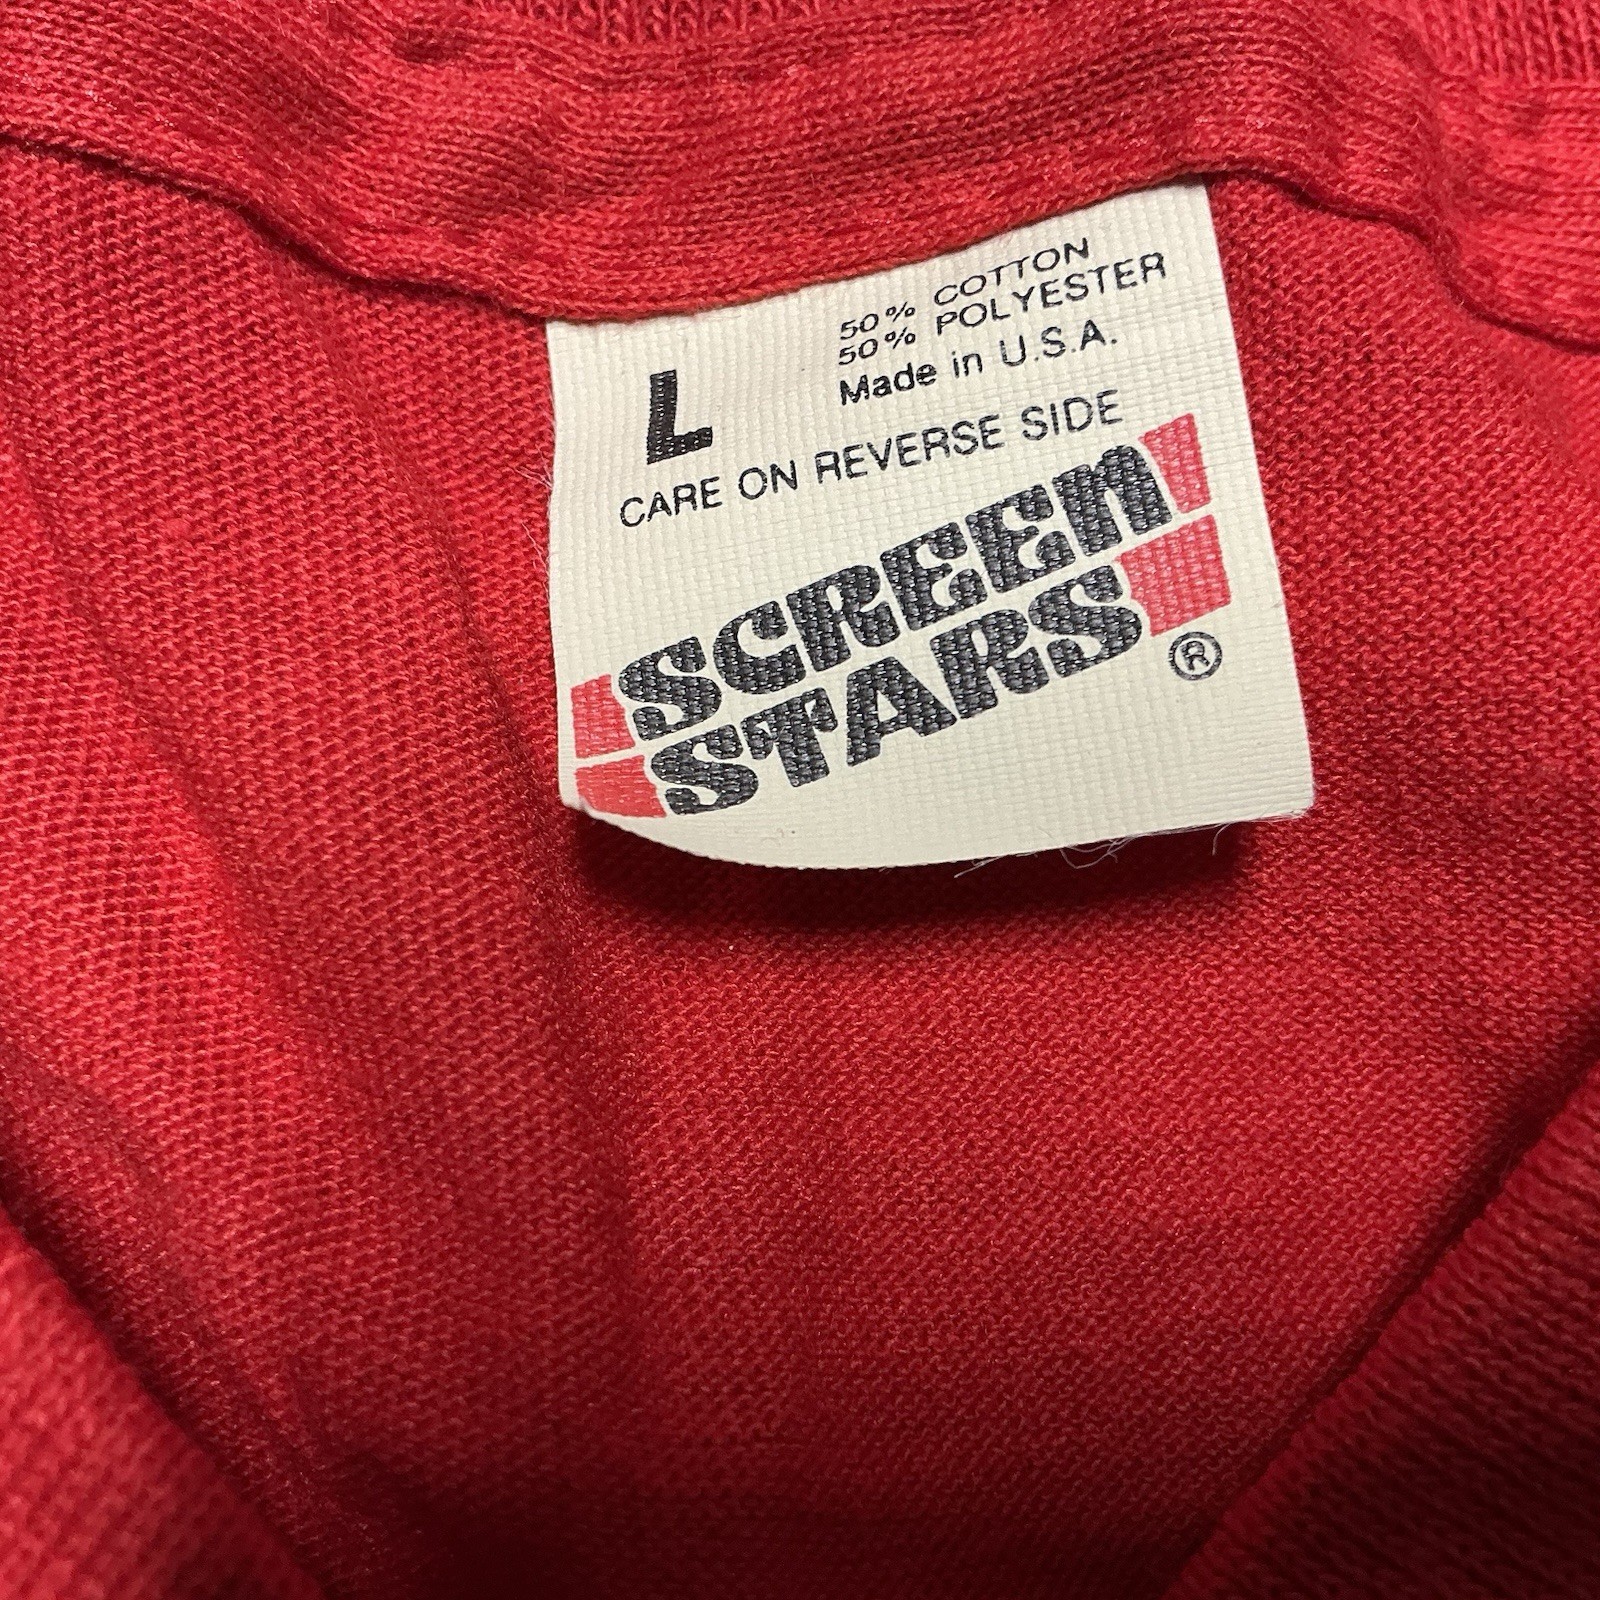 50% COTTON
50% POLYESTER
Made in U.S.A.
L
CARE ON REVERSE SIDE
SCREEN
STARS
®